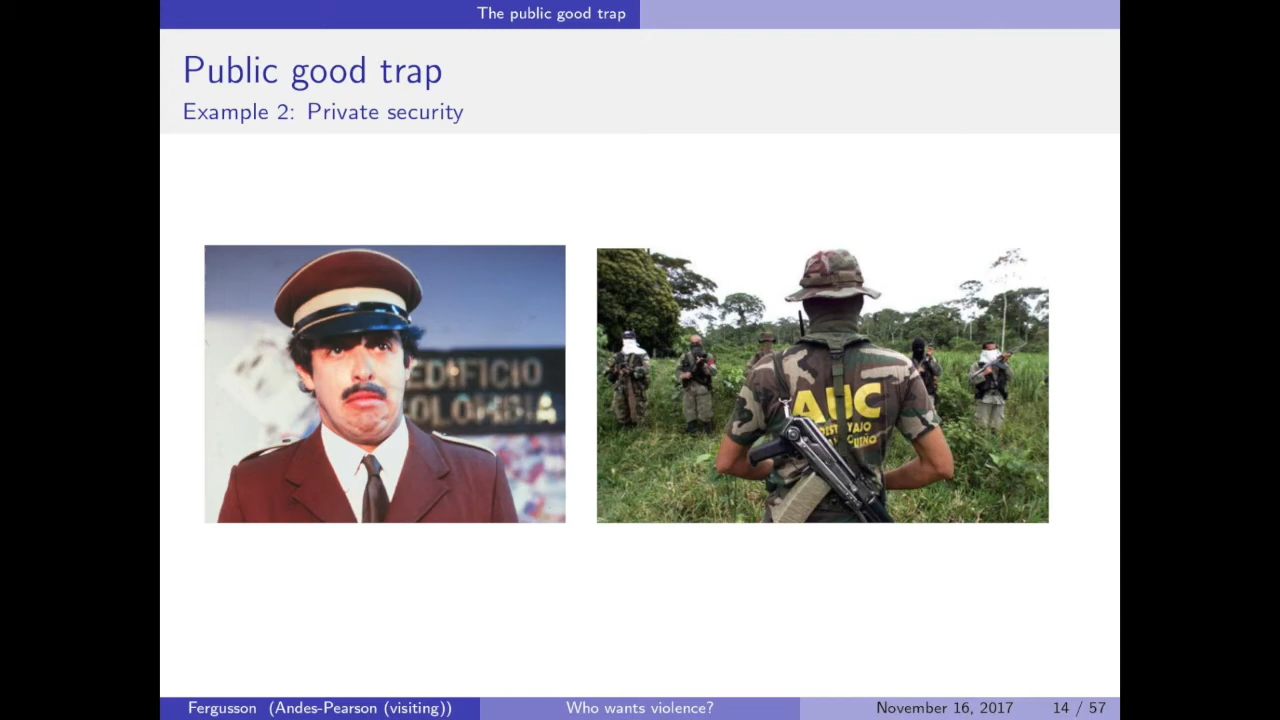 The public good trap
Public good trap
Example 2: Private security
EDIFICIO
COLOMBIA
AUC
Fergusson (Andes-Pearson (visiting))
Who wants violence?
November 16, 2017
14 / 57